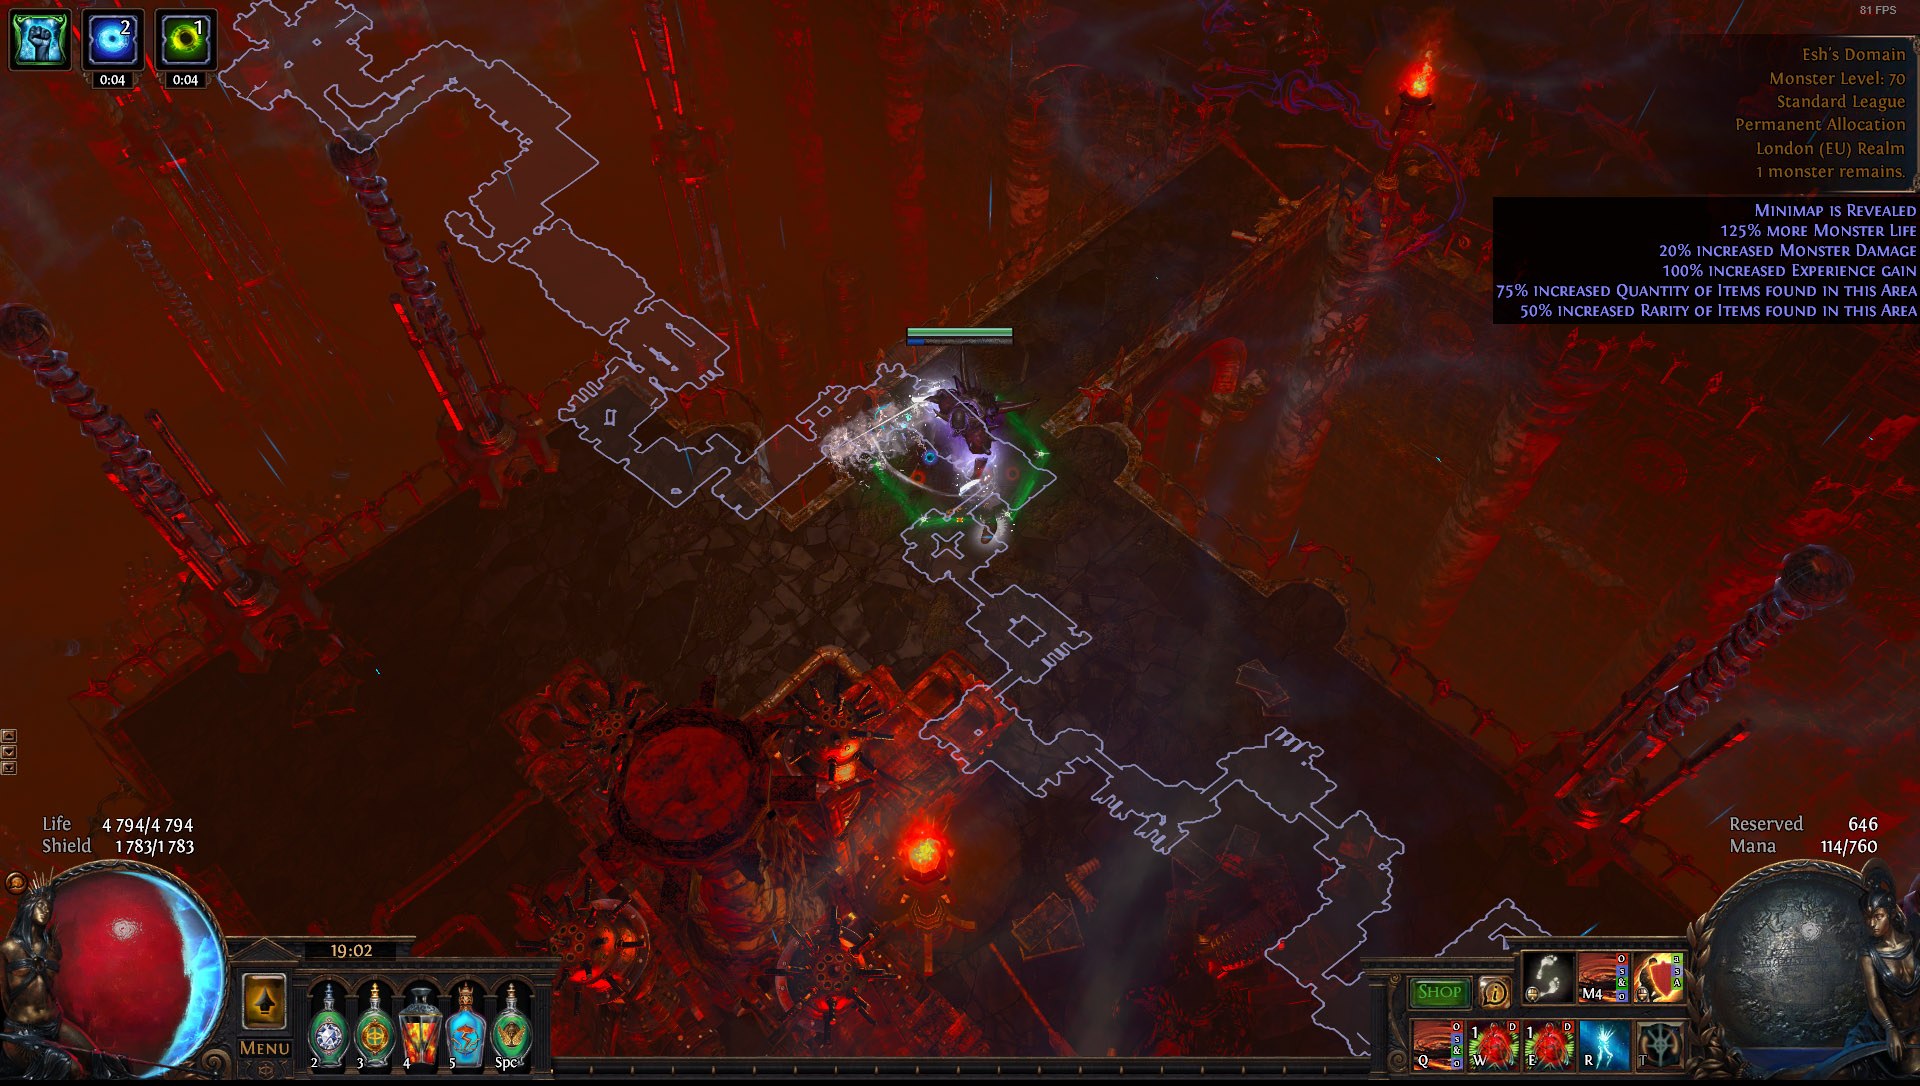 81 FPS
2
1
0:04
0:04
Esh's Domain
Monster Level: 70
Standard League
Permanent Allocation
London (EU) Realm
1 monster remains.
Minimap is Revealed
125% more Monster Life
20% increased Monster Damage
100% increased Experience gain
75% increased Quantity of Items found in this Area
50% increased Rarity of Items found in this Area
Life 4 794/4 794
Shield 1 783/1 783
Reserved 646
Mana 114/760
19:02
Menu
2 3 4 5 Spc
Shop
M4
O
s
&
o
a
s
A
Q
O
s
&
o
1
D
W
1
D
E
R
T